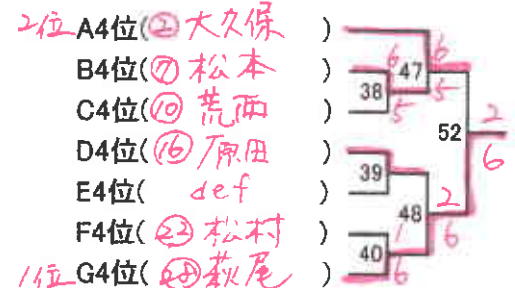 2位 A4位(② 大久保 )
B4位(⑦ 松本 )
C4位(⑩ 荒西 )
D4位(⑯ 原田 )
E4位( def )
F4位( ㉒ 松村 )
1位 G4位( ㉘ 萩尾 )
6 6
47
38 5 5
52 2
6
39
2
48
1 6
40
6